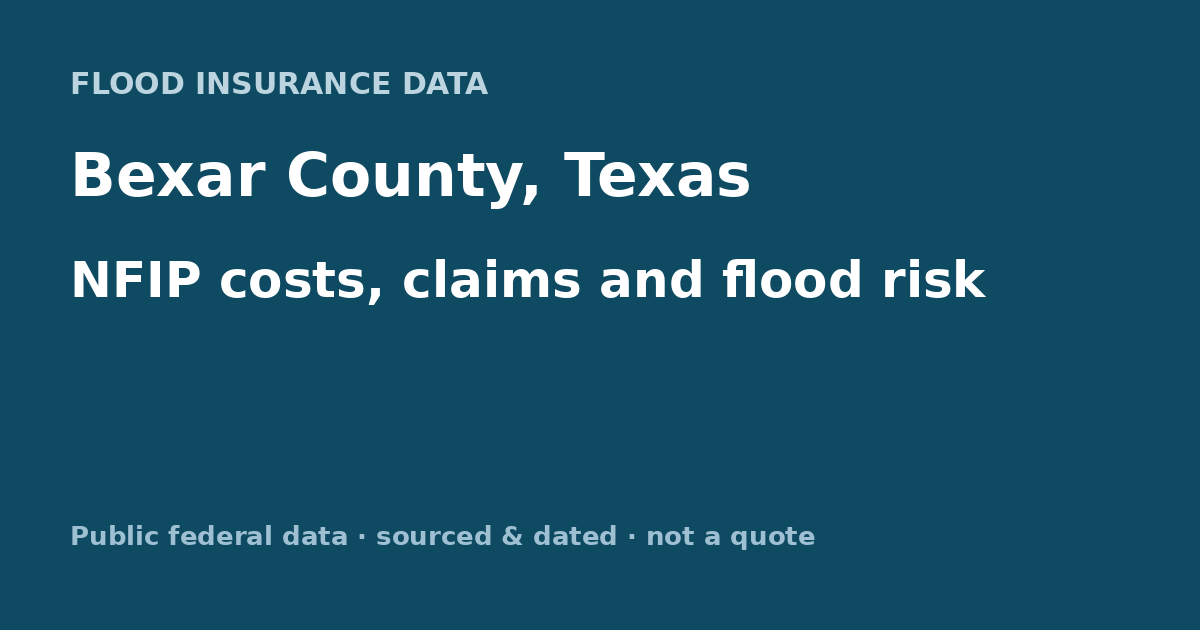 FLOOD INSURANCE DATA
Bexar County, Texas
NFIP costs, claims and flood risk
Public federal data · sourced & dated · not a quote